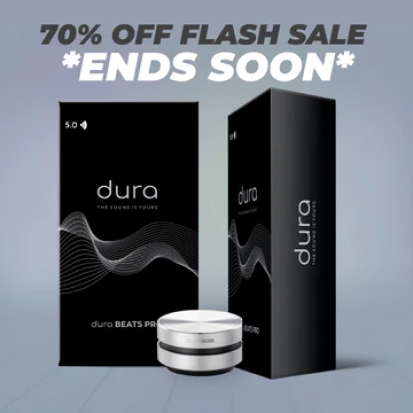 70% OFF FLASH SALE
*ENDS SOON*
5.0
dura
THE SOUND IS YOURS
dura BEATS PRO
dura
THE SOUND IS YOURS